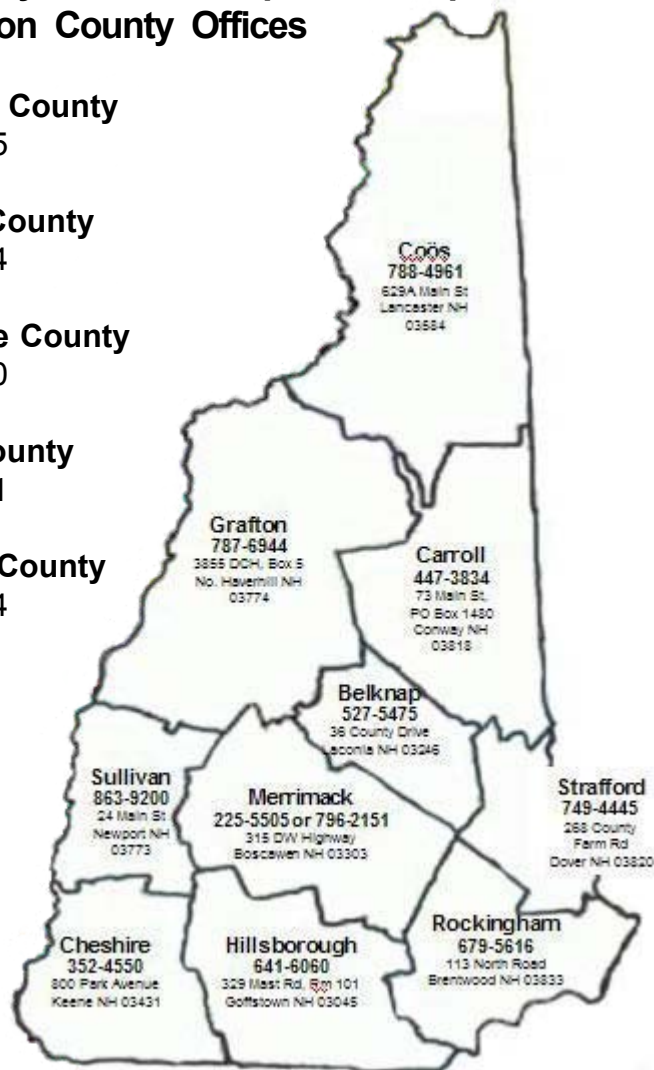 on County Offices
County
5
County
4
e County
0
ounty
County
4
Coös
788-4961
629A Main St
Lancaster NH
03584
Grafton
787-6944
3855 DCH, Box 5
No. Haverhill NH
03774
Carroll
447-3834
73 Main St,
PO Box 1480
Conway NH
03818
Belknap
527-5475
36 County Drive
Laconia NH 03246
Sullivan
863-9200
24 Main St
Newport NH
03773
Merrimack
225-5505 or 796-2151
315 DW Highway
Boscawen NH 03303
Strafford
749-4445
268 County
Farm Rd
Dover NH 03820
Cheshire
352-4550
800 Park Avenue
Keene NH 03431
Hillsborough
641-6060
329 Mast Rd, Rm 101
Goffstown NH 03045
Rockingham
679-5616
113 North Road
Brentwood NH 03833